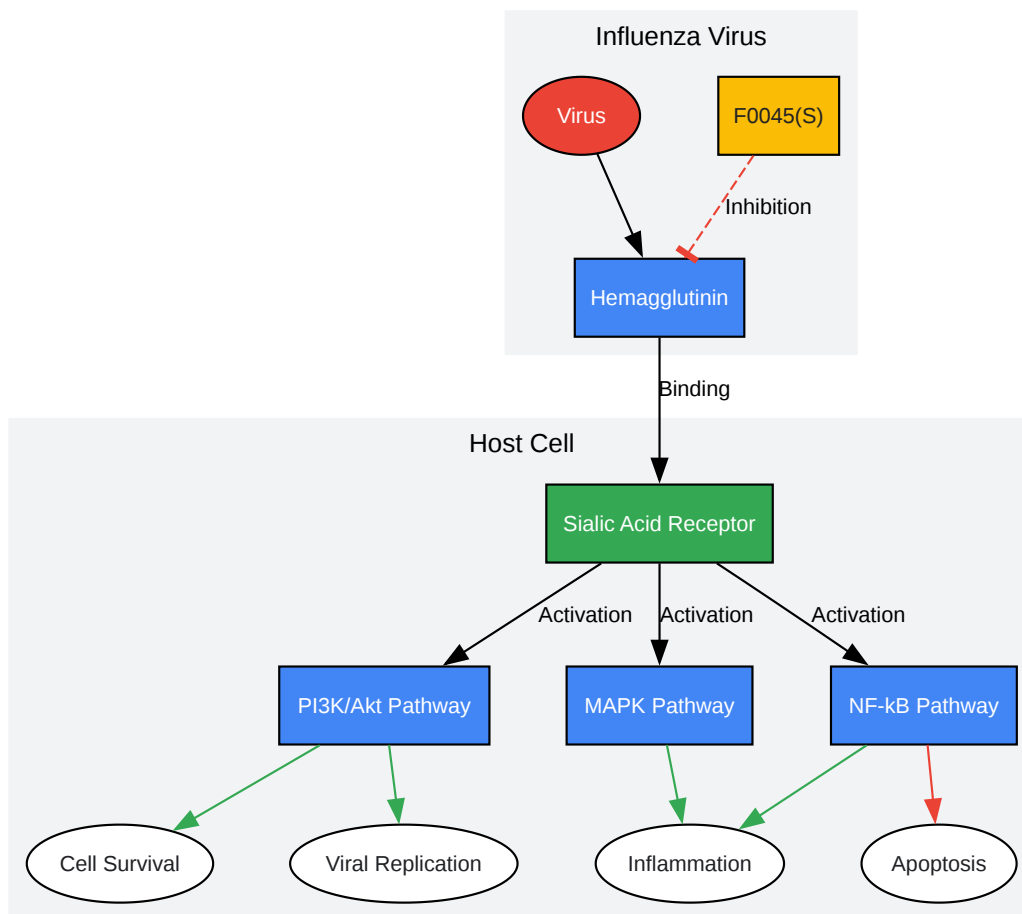 Influenza Virus
Virus
F0045(S)
Inhibition
Hemagglutinin
Binding
Host Cell
Sialic Acid Receptor
Activation
Activation
Activation
PI3K/Akt Pathway
MAPK Pathway
NF-kB Pathway
Cell Survival
Viral Replication
Inflammation
Apoptosis